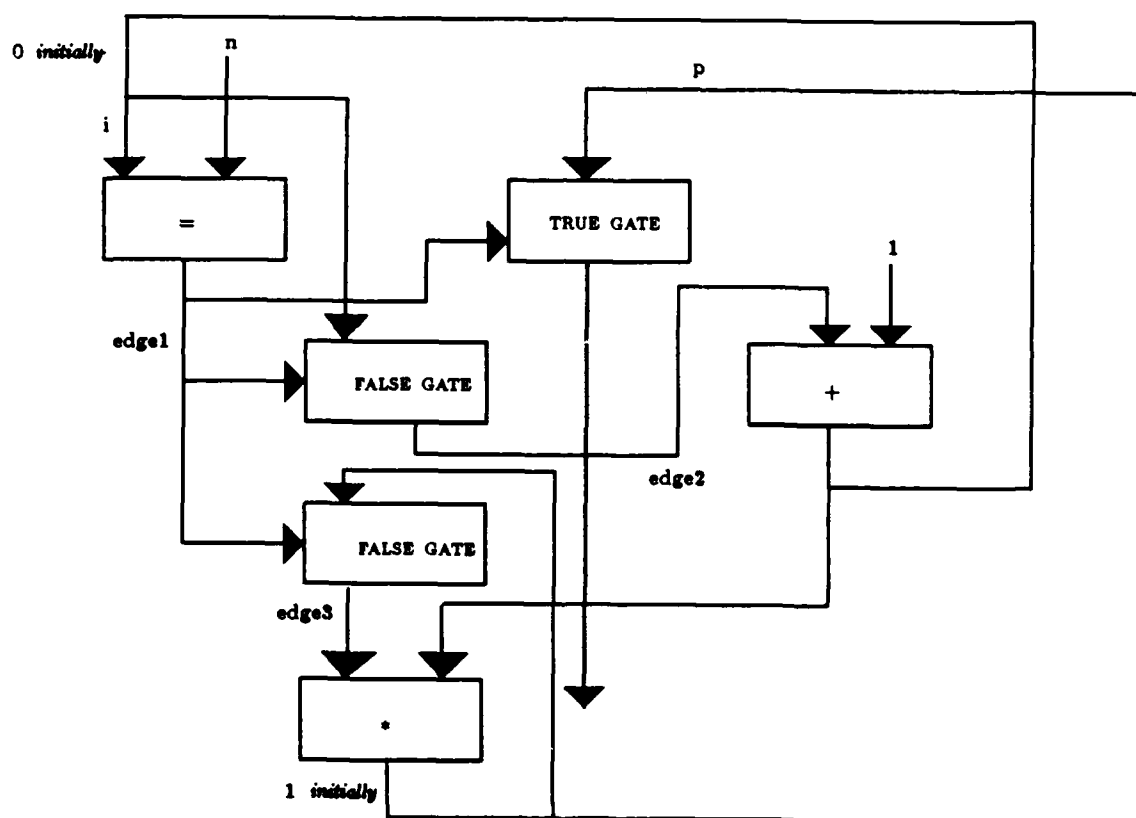 0 initially
n
p
i
=
TRUE GATE
1
edge1
FALSE GATE
+
edge2
FALSE GATE
edge3
*
1 initially